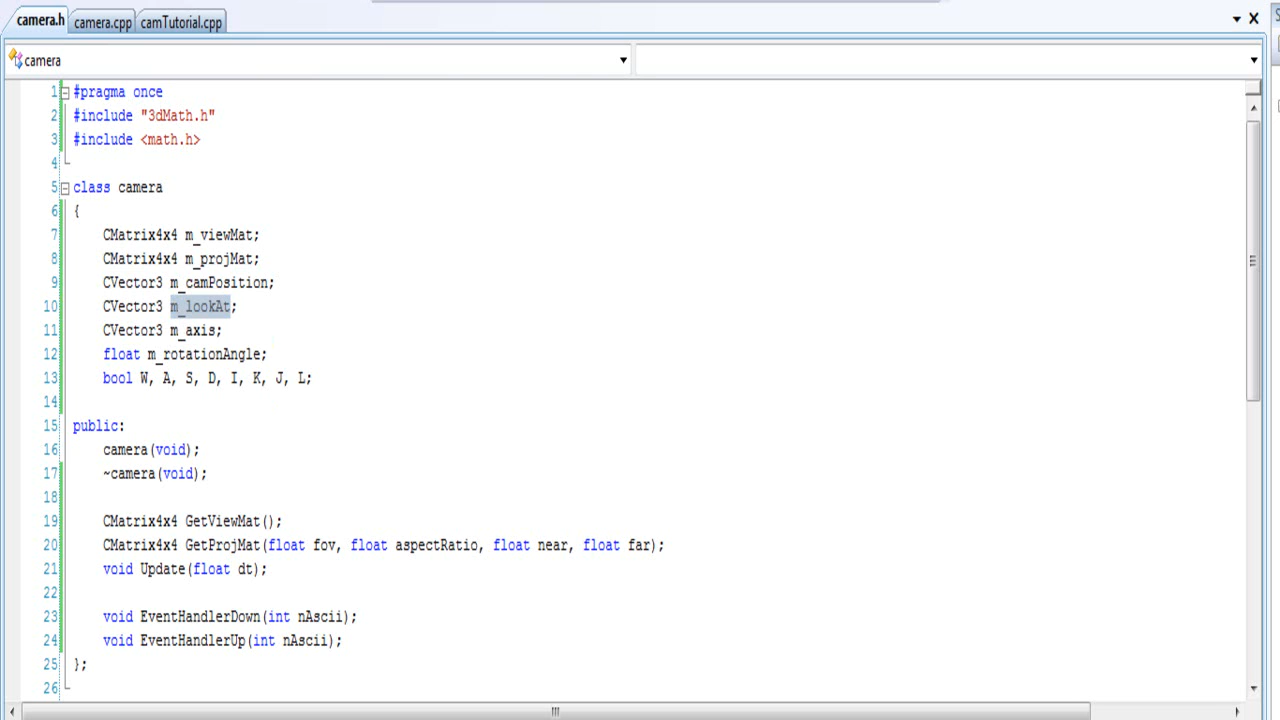 camera.h camera.cpp camTutorial.cpp
camera
1 #pragma once
2 #include "3dMath.h"
3 #include <math.h>
4
5 class camera
6 {
7 CMatrix4x4 m_viewMat;
8 CMatrix4x4 m_projMat;
9 CVector3 m_camPosition;
10 CVector3 m_lookAt;
11 CVector3 m_axis;
12 float m_rotationAngle;
13 bool W, A, S, D, I, K, J, L;
14
15 public:
16 camera(void);
17 ~camera(void);
18
19 CMatrix4x4 GetViewMat();
20 CMatrix4x4 GetProjMat(float fov, float aspectRatio, float near, float far);
21 void Update(float dt);
22
23 void EventHandlerDown(int nAscii);
24 void EventHandlerUp(int nAscii);
25 };
26